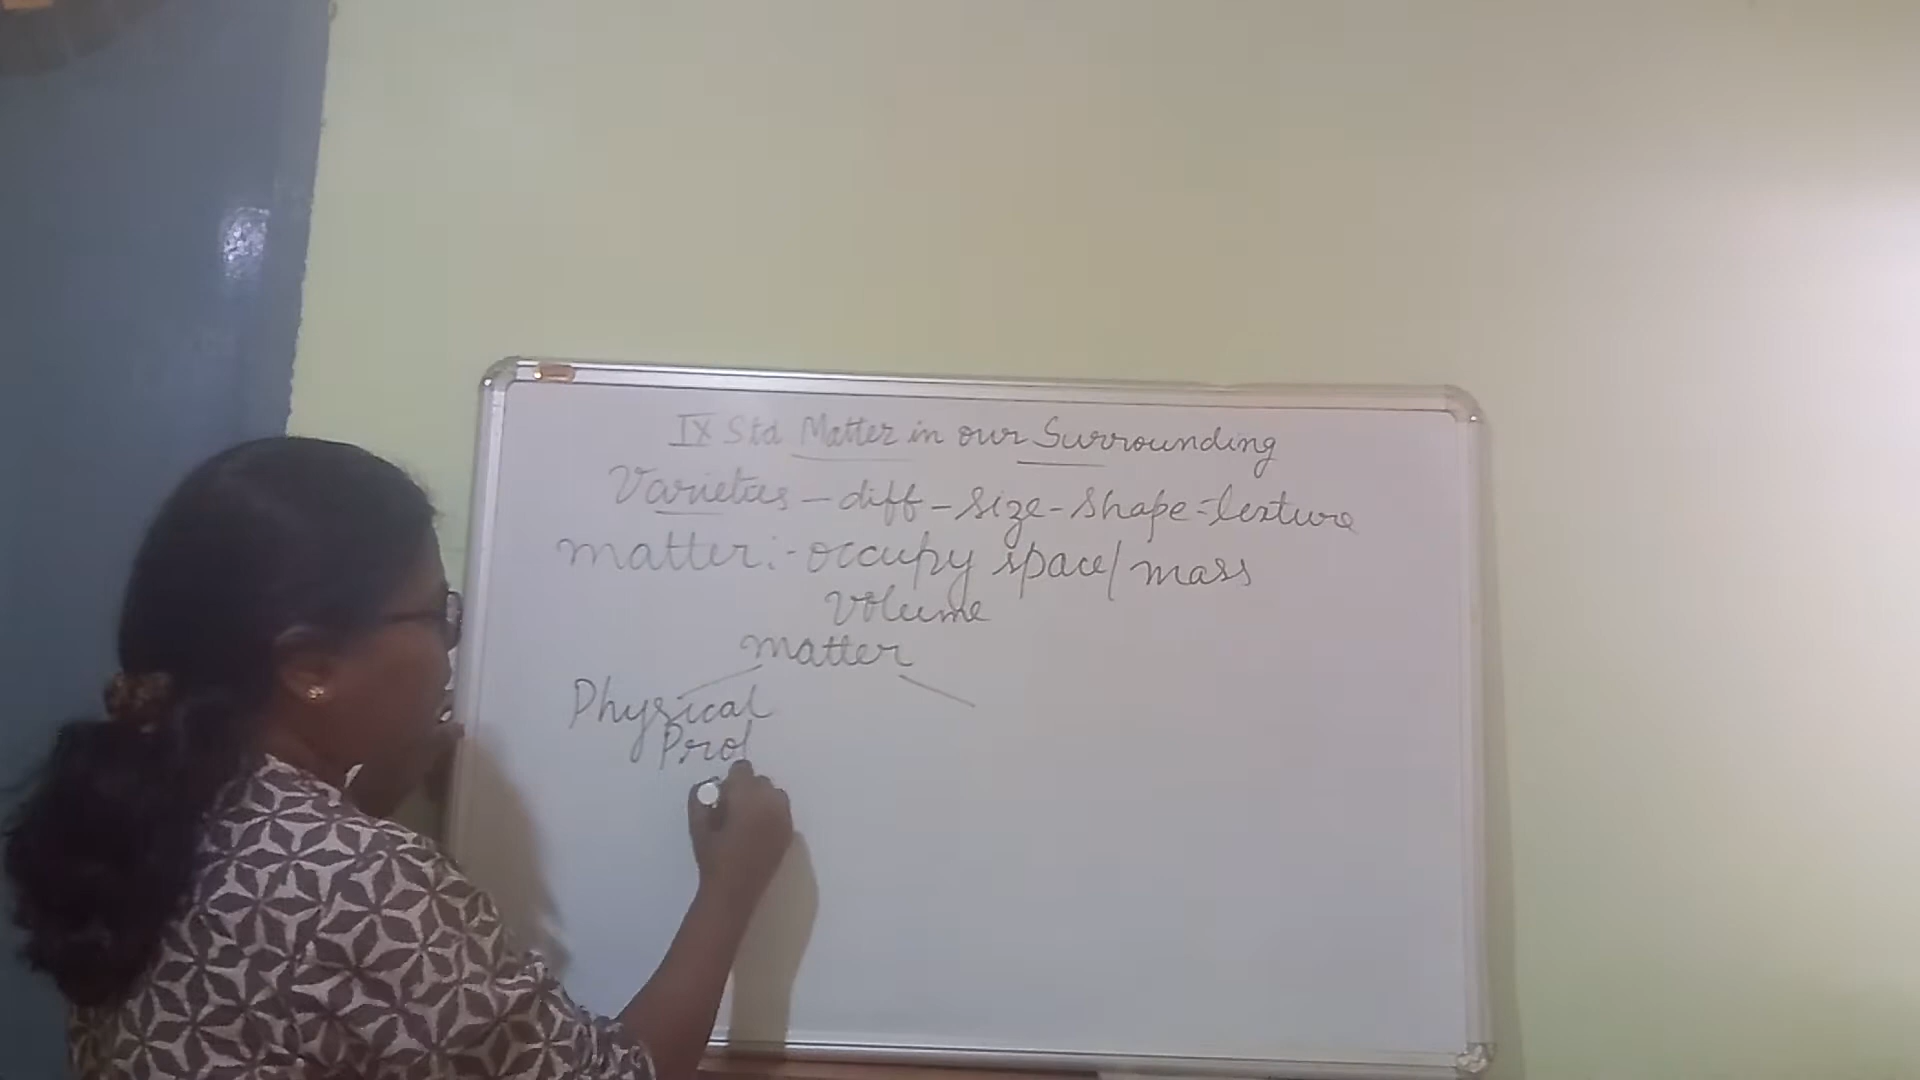 IX Std Matter in our Surrounding
Varieties - diff - size - shape - texture
matter :- occupy space / mass
volume
matter
Physical
Prop